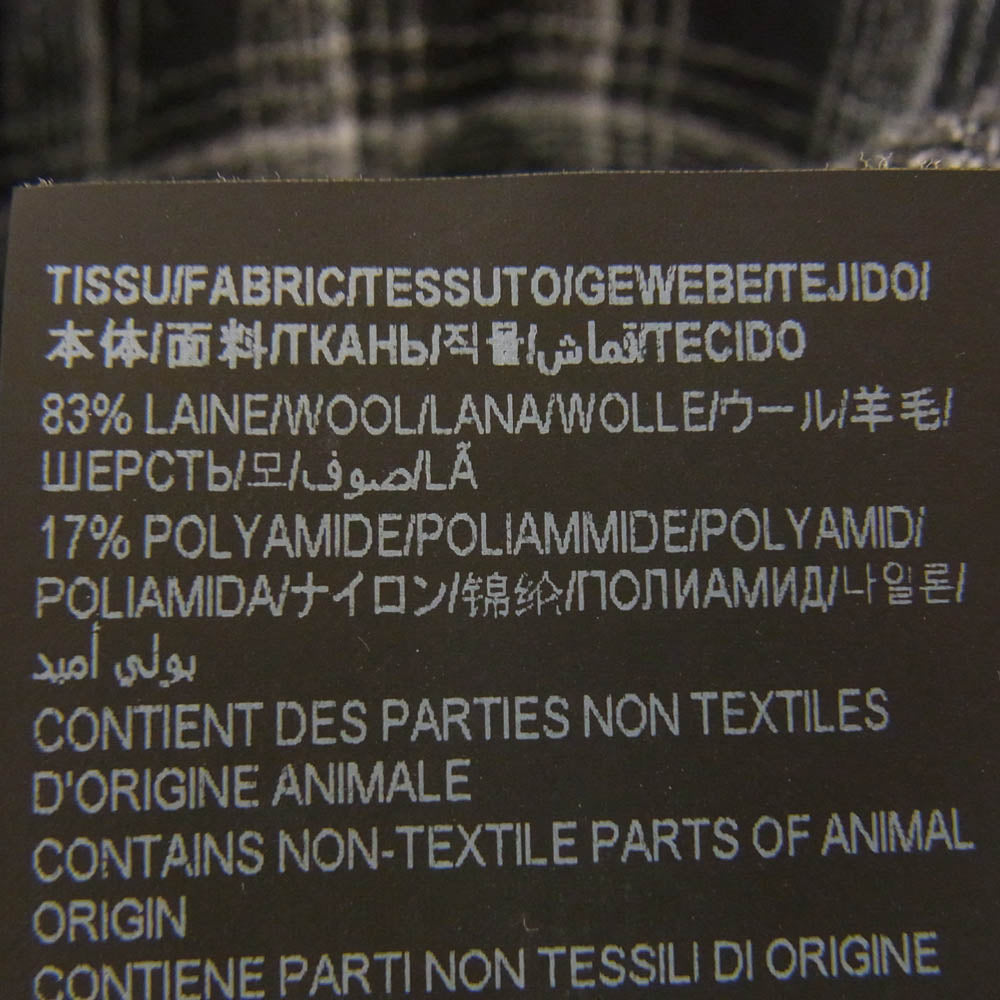 TISSU/FABRIC/TESSUTO/GEWEBE/TEJIDO/
本体/面料/ТКАНЬ/직물/قماش/TECIDO
83% LAINE/WOOL/LANA/WOLLE/ウール/羊毛/
ШЕРСТЬ/모/صوف/LÃ
17% POLYAMIDE/POLIAMMIDE/POLYAMID/
POLIAMIDA/ナイロン/锦纶/ПОЛИАМИД/나일론/
بولي أميد
CONTIENT DES PARTIES NON TEXTILES
D'ORIGINE ANIMALE
CONTAINS NON-TEXTILE PARTS OF ANIMAL
ORIGIN
CONTIENE PARTI NON TESSILI DI ORIGINE